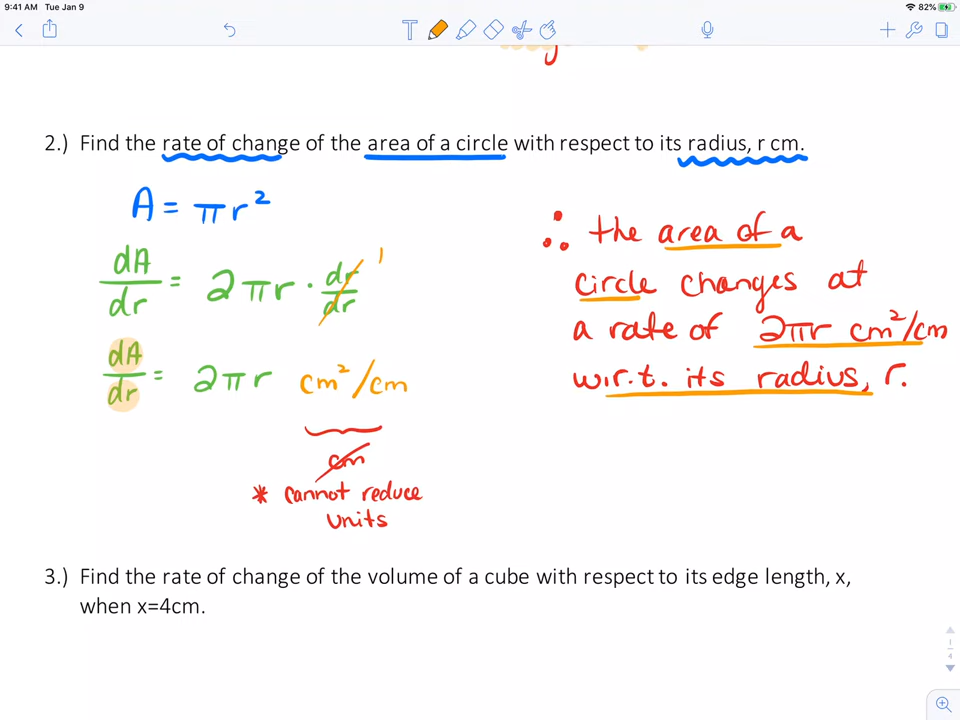 9:41 AM Tue Jan 9
82%
2.) Find the rate of change of the area of a circle with respect to its radius, r cm.
A = πr²
dA/dr = 2πr · dr/dr 1
dA/dr = 2πr cm²/cm
cm
* cannot reduce
units
∴ the area of a
circle changes at
a rate of 2πr cm²/cm
w.r.t. its radius, r.
3.) Find the rate of change of the volume of a cube with respect to its edge length, x,
when x=4cm.
1
4